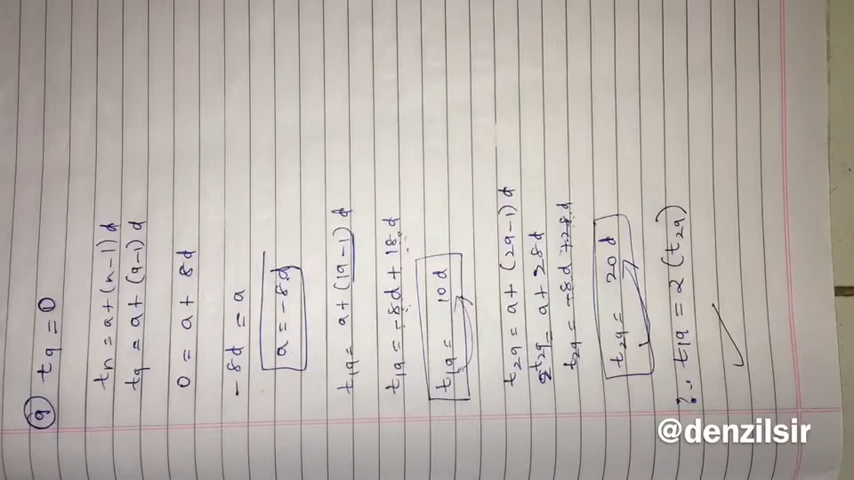 (9) t9 = 0
tn = a + (n-1) d
t9 = a + (9-1) d
0 = a + 8d
-8d = a
a = -8d
t19 = a + (19-1) d
t19 = -8d + 18d
t19 = 10d
t29 = a + (29-1) d
t29 = a + 28d
t29 = -8d + 28d
t29 = 20d
∴ t19 = 2 (t29)
@denzilsir